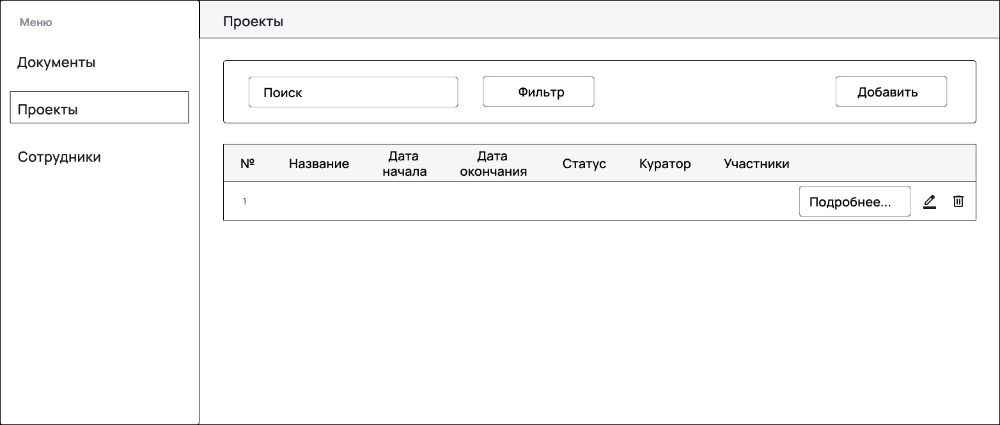 Меню
Документы
Проекты
Сотрудники
Проекты
Поиск
Фильтр
Добавить
№
Название
Дата
начала
Дата
окончания
Статус
Куратор
Участники
1
Подробнее...